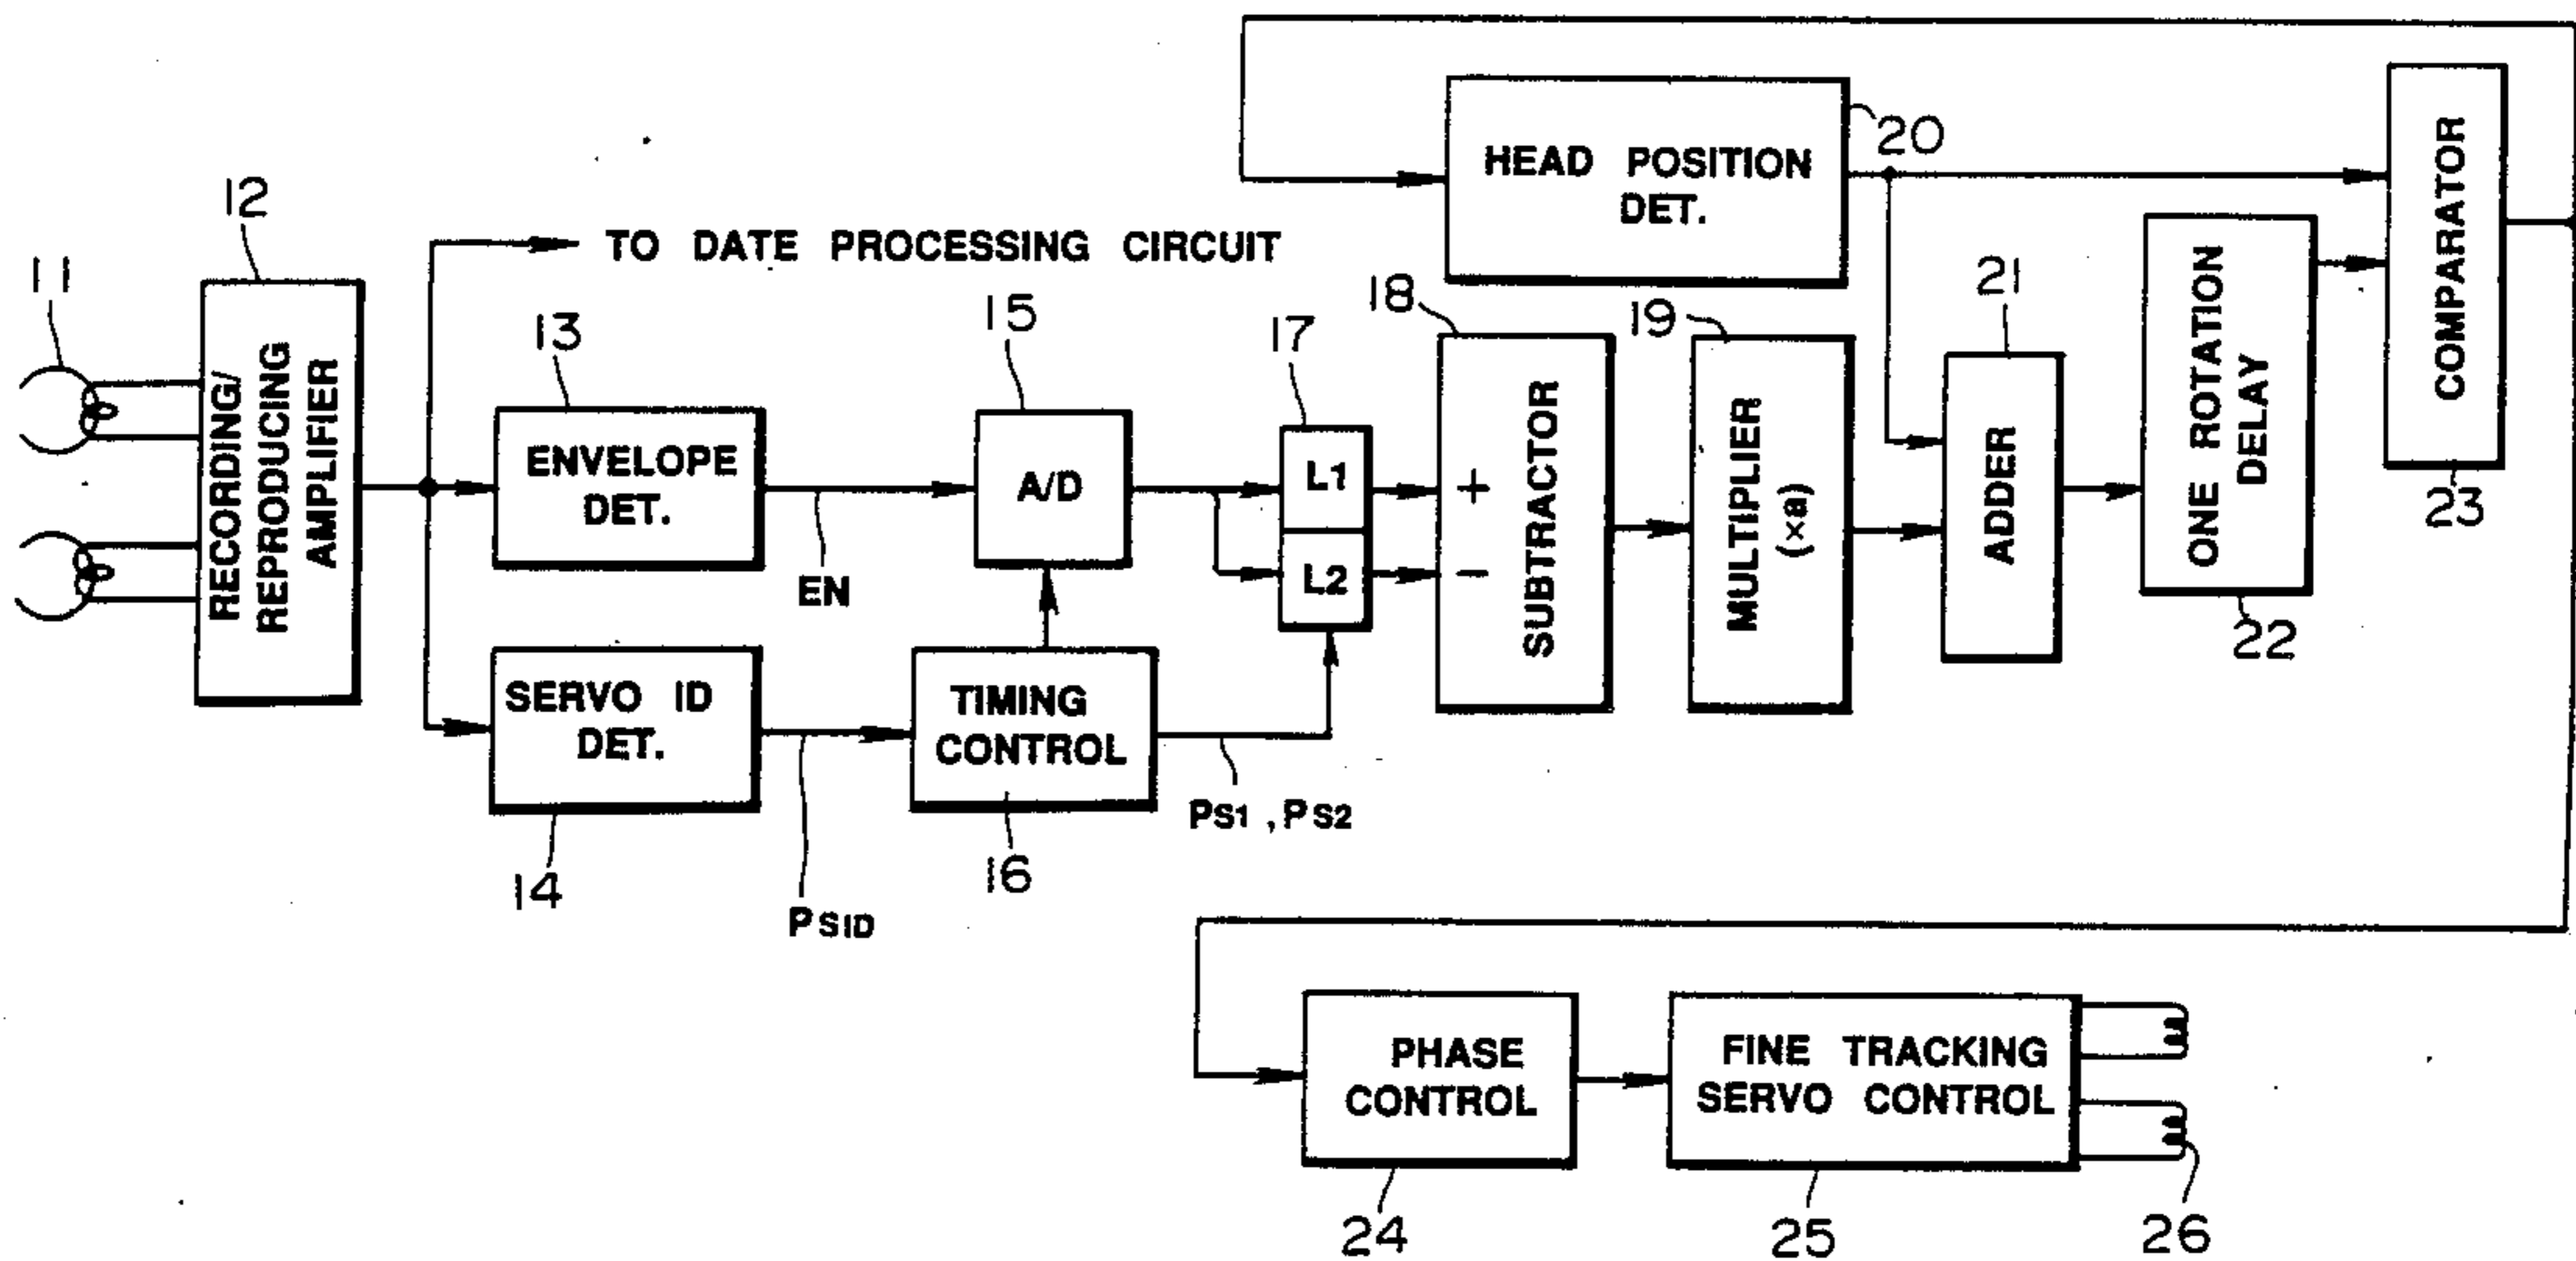 11
12
RECORDING/
REPRODUCING
AMPLIFIER
TO DATE PROCESSING CIRCUIT
13
ENVELOPE
DET.
EN
14
SERVO ID
DET.
PSID
15
A/D
16
TIMING
CONTROL
PS1 , PS2
17
L1
L2
18
+
−
SUBTRACTOR
19
MULTIPLIER
(×a)
20
HEAD POSITION
DET.
21
ADDER
22
ONE ROTATION
DELAY
23
COMPARATOR
24
PHASE
CONTROL
25
FINE TRACKING
SERVO CONTROL
26